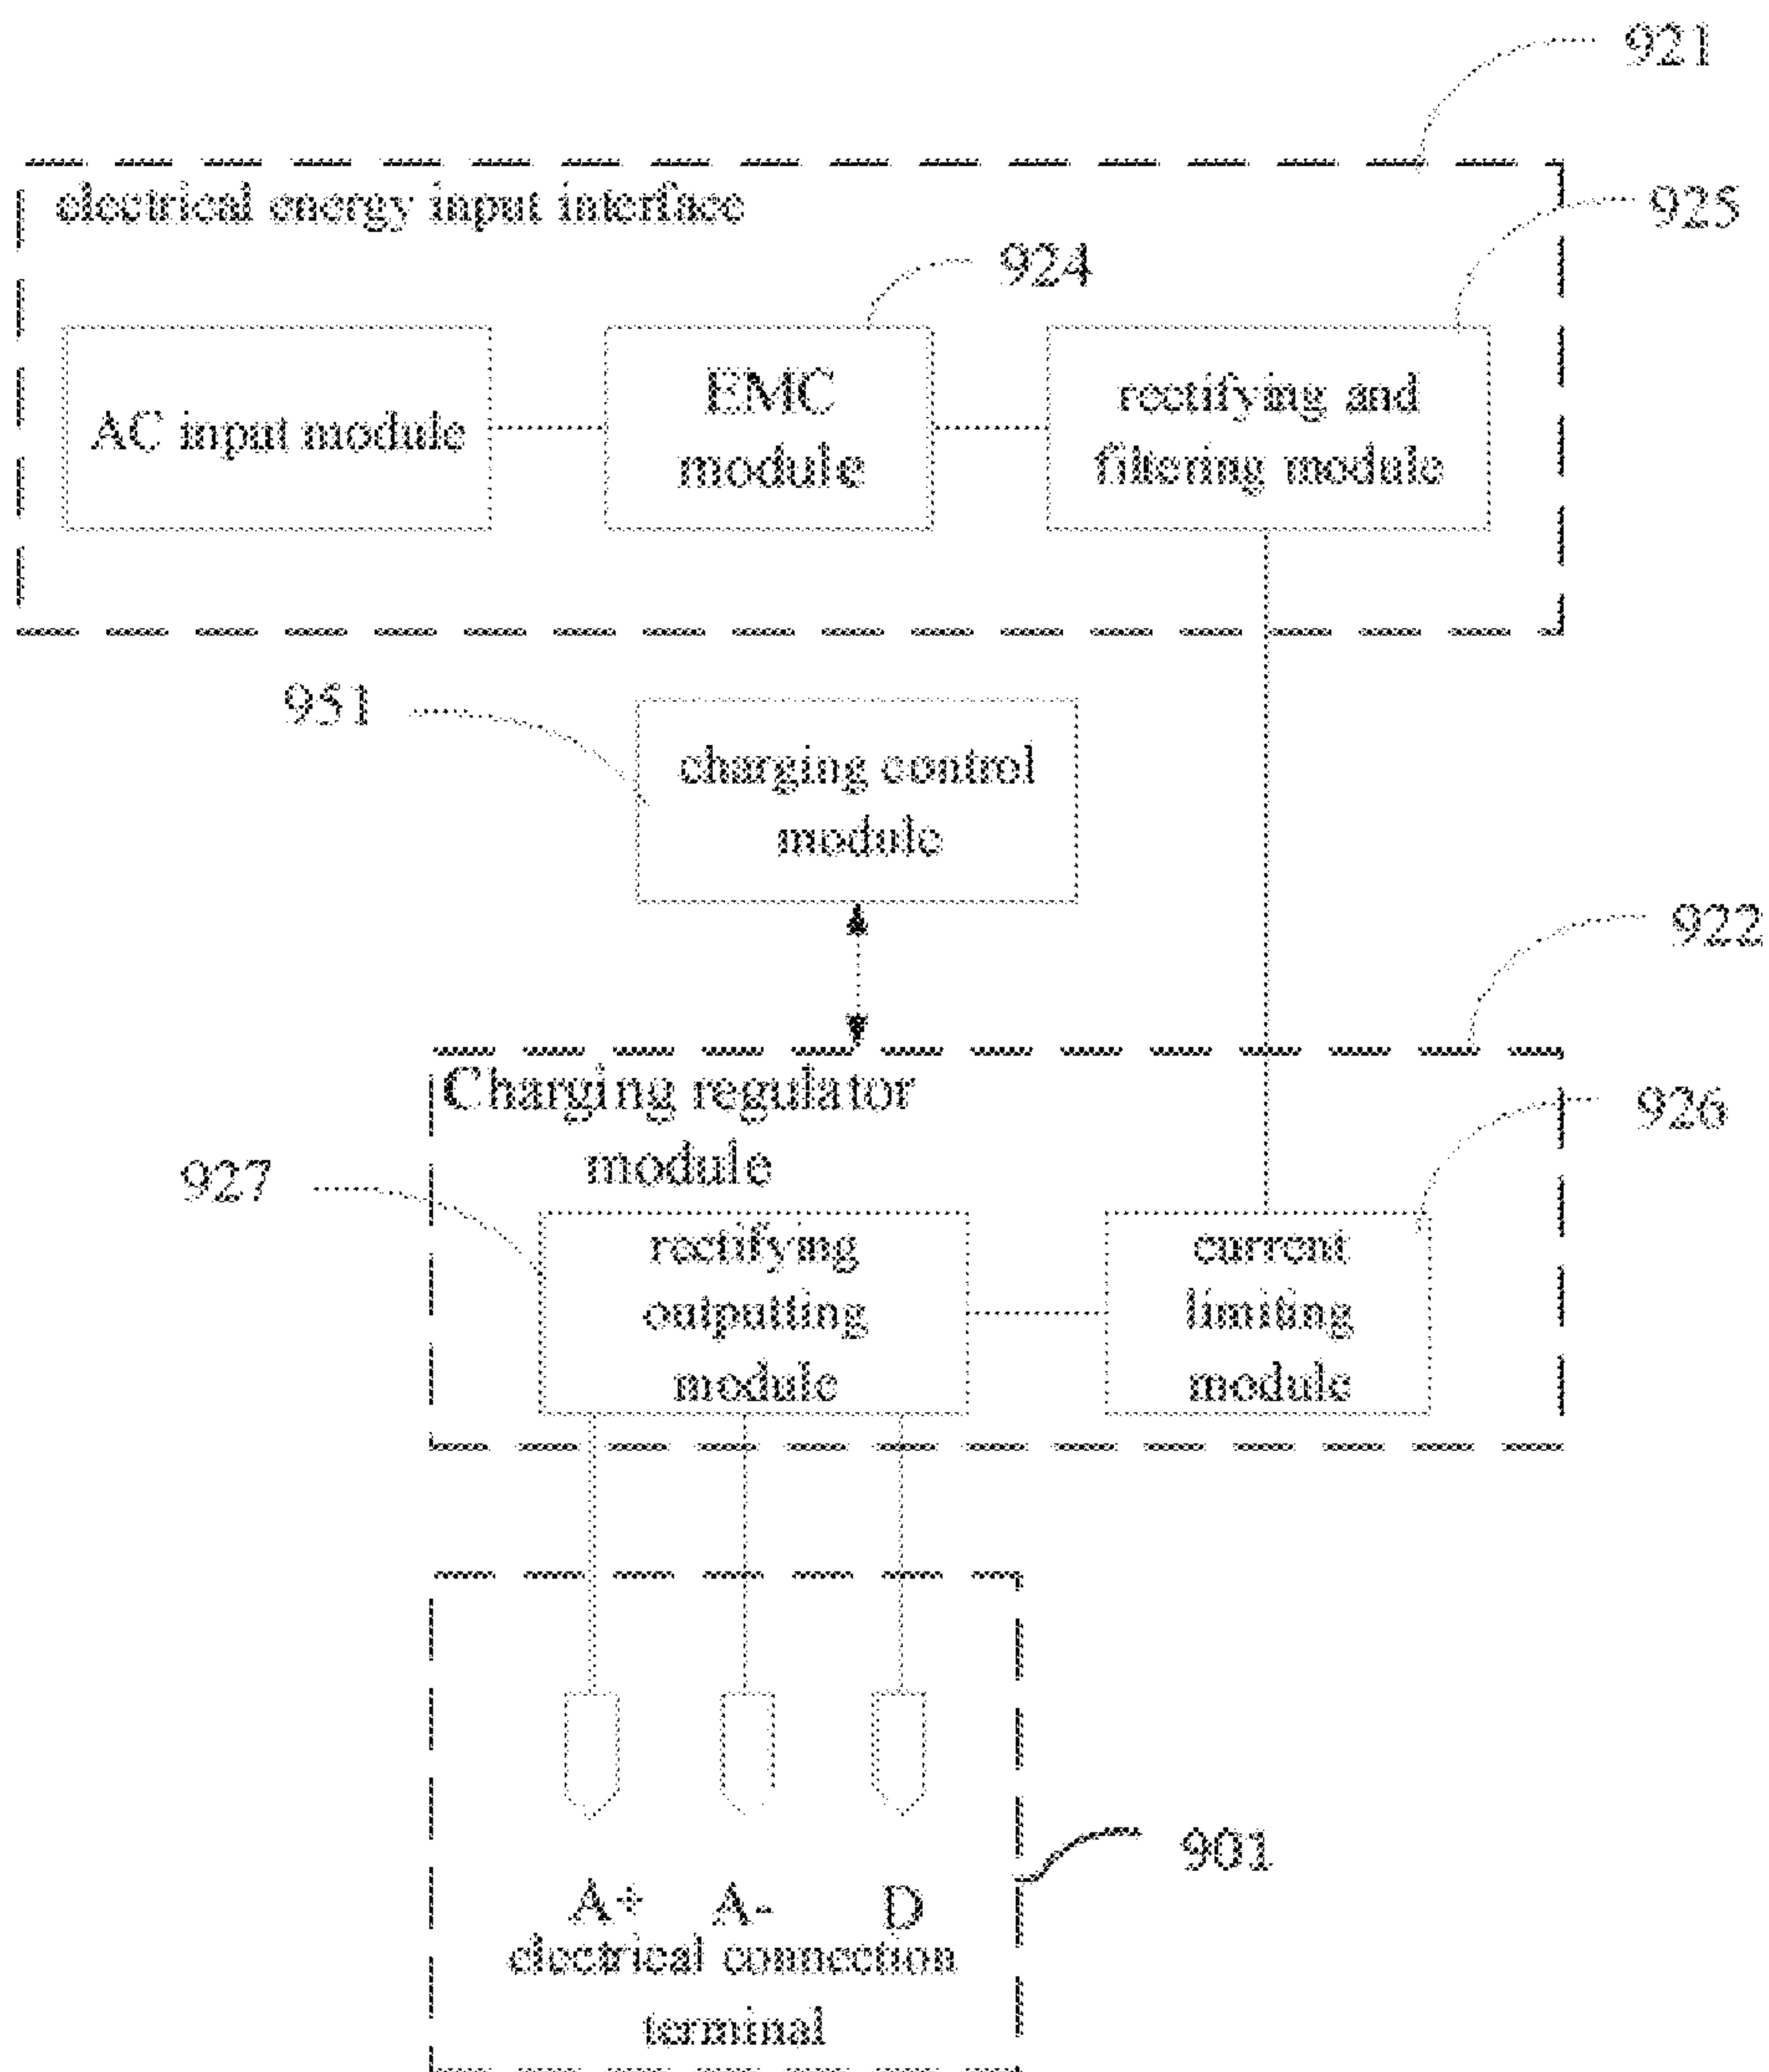 921
electrical energy input interface
925
924
AC input module
EMC
module
rectifying and
filtering module
951
charging control
module
922
Charging regulator
module
926
927
rectifying
outputting
module
current
limiting
module
901
A+ A- D
electrical connection
terminal